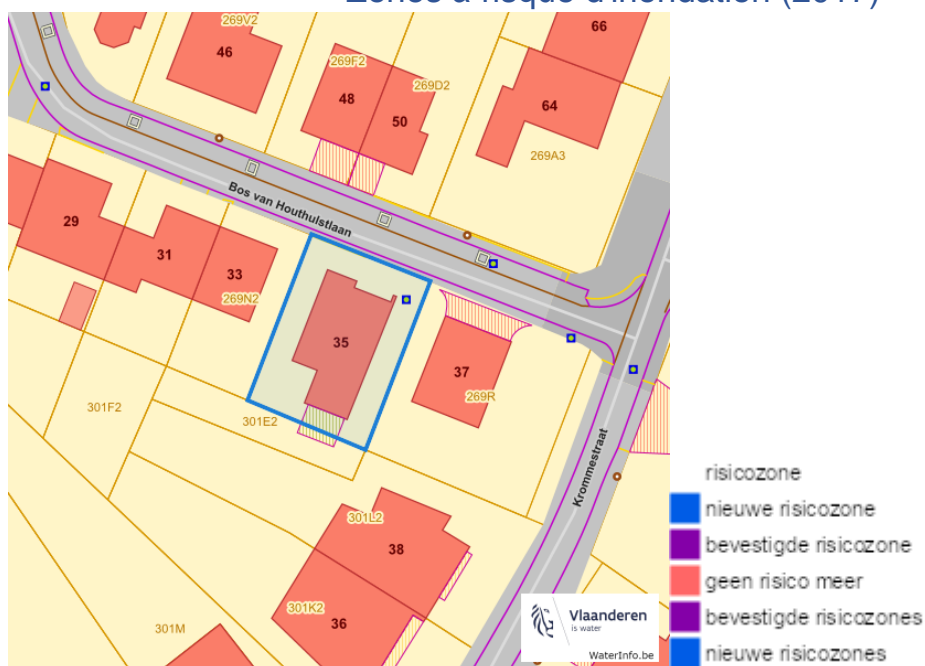 Zones à risque d'inondation (2017)
269V2
46
269F2
48
269D2
50
66
64
269A3
Bos van Houthulstlaan
29
31
33
269N2
35
37
269R
301F2
301E2
Krommestraat
301L2
38
301K2
36
301M
Vlaanderen
is water
WaterInfo.be
risicozone
nieuwe risicozone
bevestigde risicozone
geen risico meer
bevestigde risicozones
nieuwe risicozones